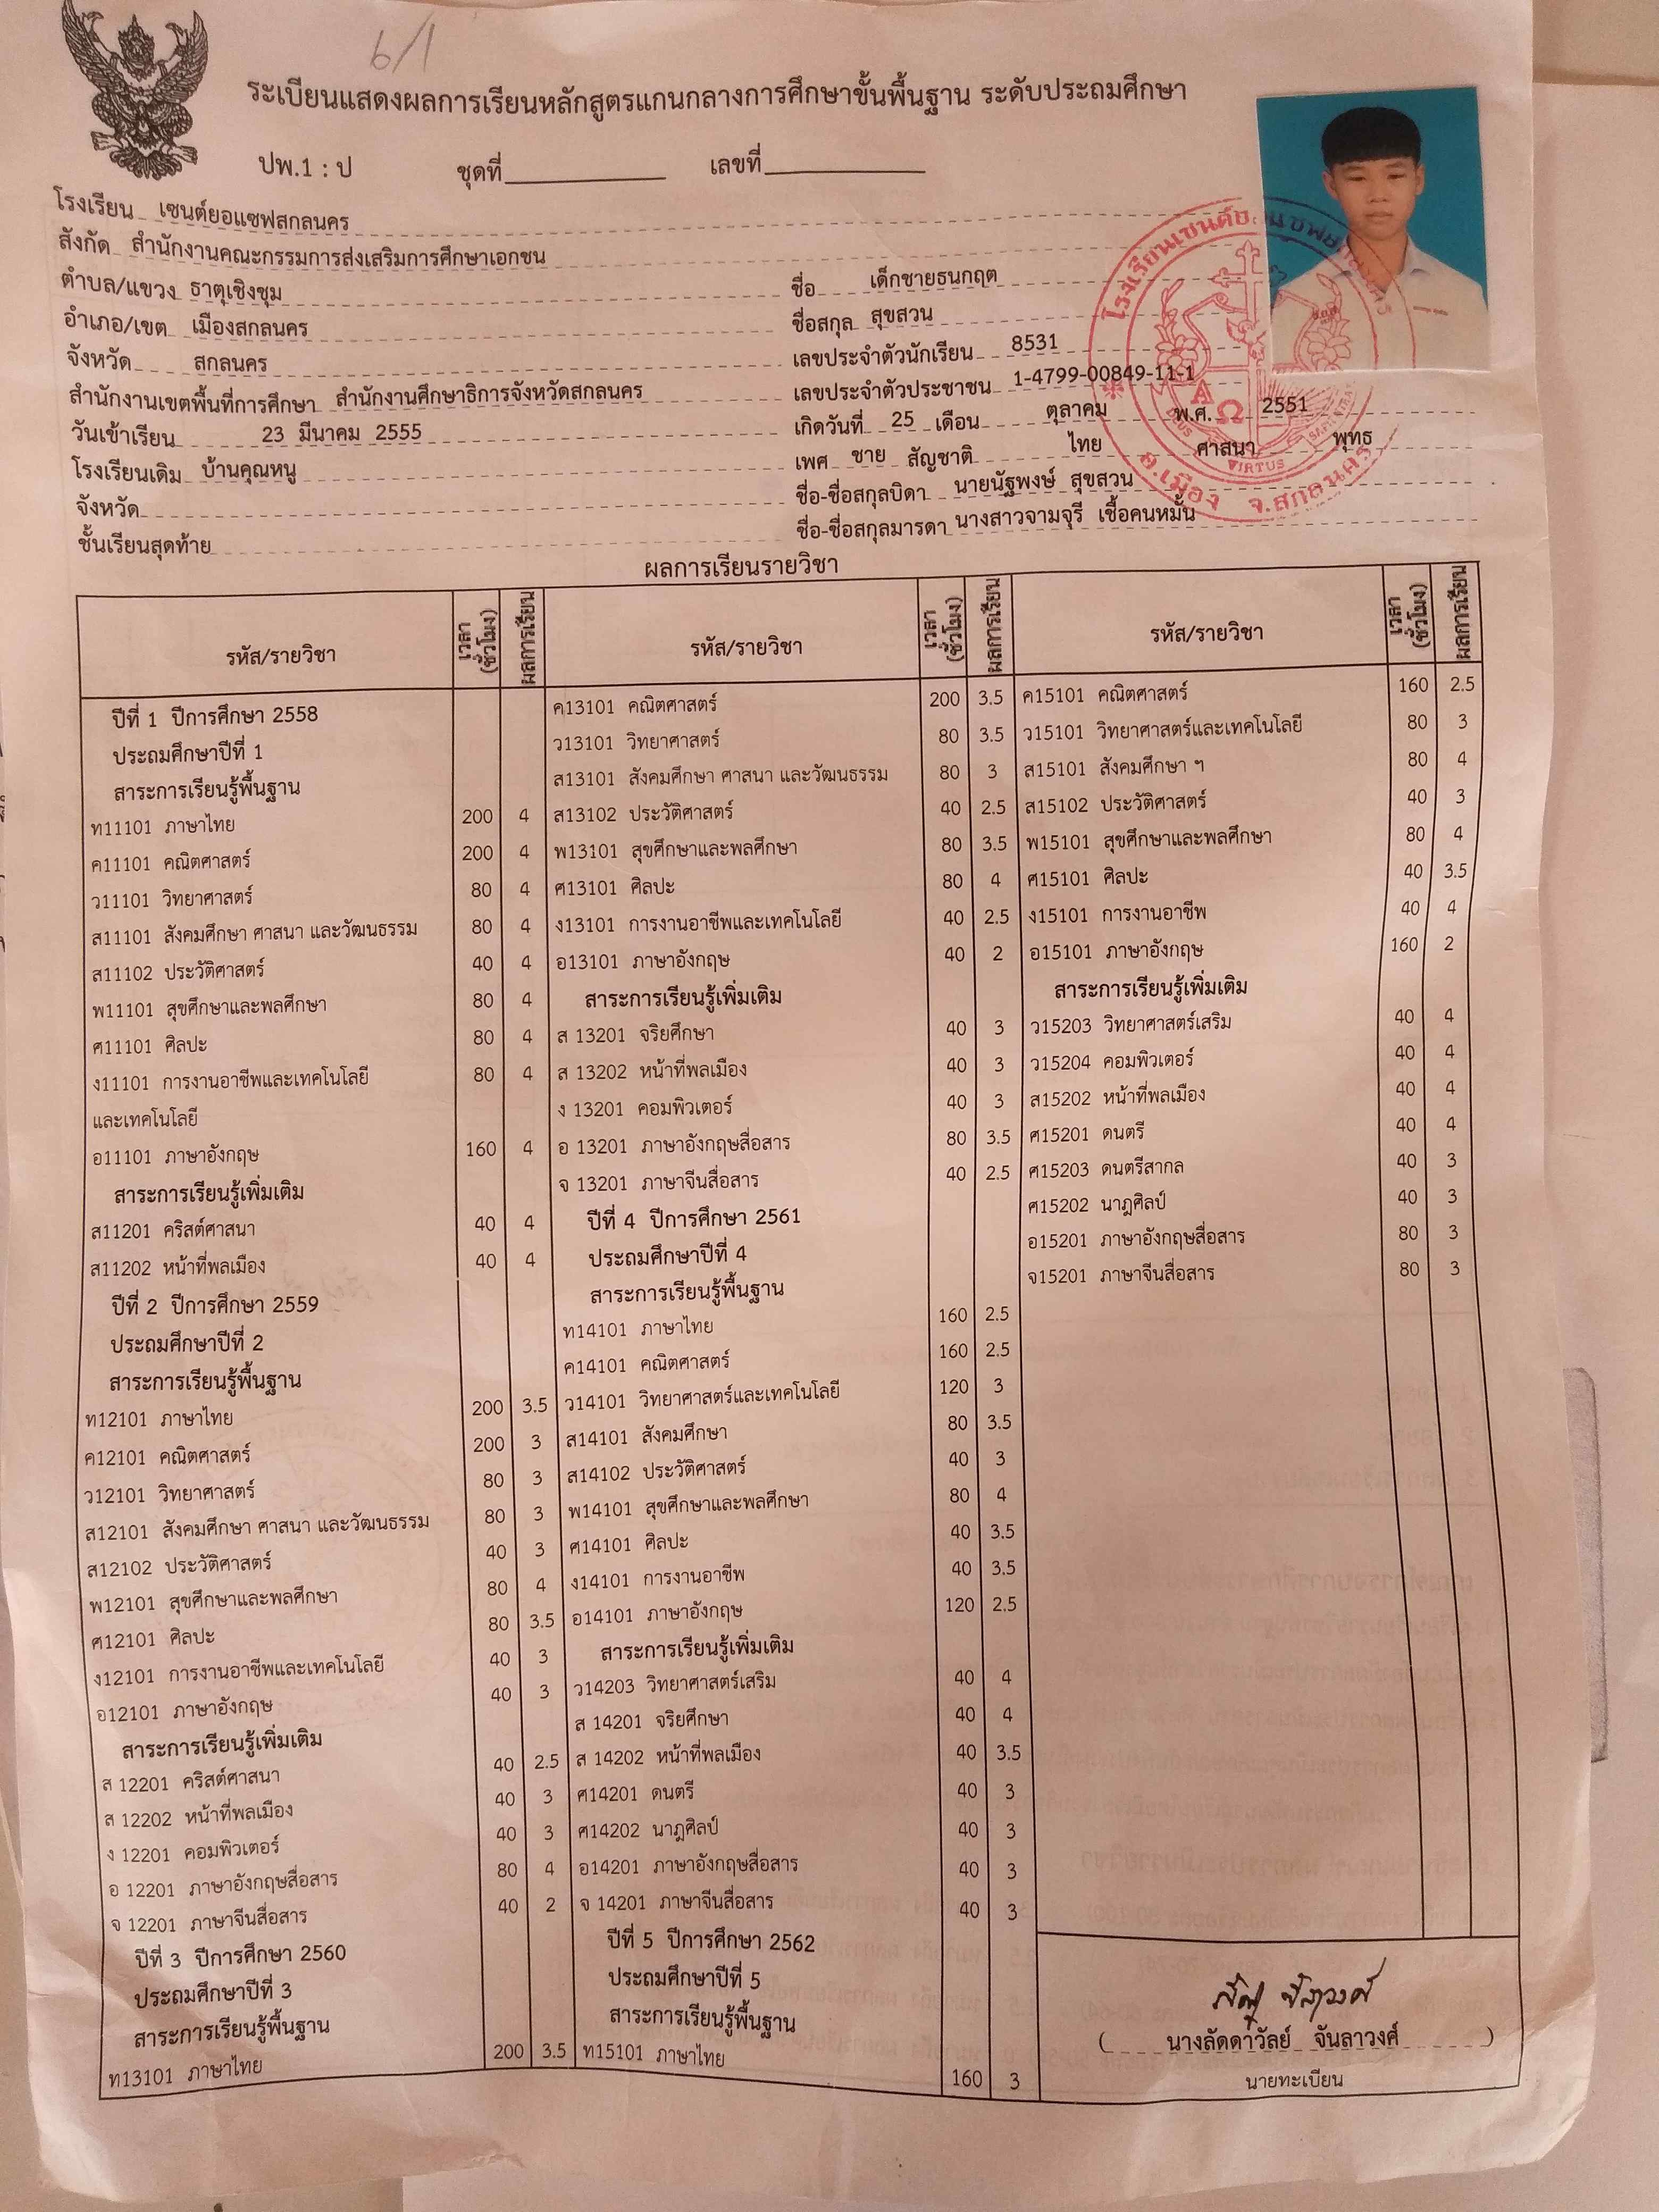 6/1
ระเบียนแสดงผลการเรียนหลักสูตรแกนกลางการศึกษาขั้นพื้นฐาน ระดับประถมศึกษา
ปพ.1 : ป ชุดที่ เลขที่
โรงเรียน เซนต์ยอแซฟสกลนคร
สังกัด สำนักงานคณะกรรมการส่งเสริมการศึกษาเอกชน
ตำบล/แขวง ธาตุเชิงชุม
อำเภอ/เขต เมืองสกลนคร
จังหวัด สกลนคร
สำนักงานเขตพื้นที่การศึกษา สำนักงานศึกษาธิการจังหวัดสกลนคร
วันเข้าเรียน 23 มีนาคม 2555
โรงเรียนเดิม บ้านคุณหนู
จังหวัด
ชั้นเรียนสุดท้าย
ชื่อ เด็กชายธนกฤต
ชื่อสกุล สุขสวน
เลขประจำตัวนักเรียน 8531
เลขประจำตัวประชาชน 1-4799-00849-11-1
เกิดวันที่ 25 เดือน ตุลาคม พ.ศ. 2551
เพศ ชาย สัญชาติ ไทย ศาสนา พุทธ
ชื่อ-ชื่อสกุลบิดา นายนัฐพงษ์ สุขสวน
ชื่อ-ชื่อสกุลมารดา นางสาวจามจุรี เชื้อคนหมั้น
อ.เมือง จ.สกลนคร
VIRTUS
ผลการเรียนรายวิชา
รหัส/รายวิชา เวลา (ชั่วโมง) ผลการเรียน
ปีที่ 1 ปีการศึกษา 2558
ประถมศึกษาปีที่ 1
สาระการเรียนรู้พื้นฐาน
ท11101 ภาษาไทย 200 4
ค11101 คณิตศาสตร์ 200 4
ว11101 วิทยาศาสตร์ 80 4
ส11101 สังคมศึกษา ศาสนา และวัฒนธรรม 80 4
ส11102 ประวัติศาสตร์ 40 4
พ11101 สุขศึกษาและพลศึกษา 80 4
ศ11101 ศิลปะ 80 4
ง11101 การงานอาชีพและเทคโนโลยี 80 4
และเทคโนโลยี
อ11101 ภาษาอังกฤษ 160 4
สาระการเรียนรู้เพิ่มเติม
ส11201 คริสต์ศาสนา 40 4
ส11202 หน้าที่พลเมือง 40 4
ปีที่ 2 ปีการศึกษา 2559
ประถมศึกษาปีที่ 2
สาระการเรียนรู้พื้นฐาน
ท12101 ภาษาไทย 200 3.5
ค12101 คณิตศาสตร์ 200 3
ว12101 วิทยาศาสตร์ 80 3
ส12101 สังคมศึกษา ศาสนา และวัฒนธรรม 80 3
ส12102 ประวัติศาสตร์ 40 3
พ12101 สุขศึกษาและพลศึกษา 80 4
ศ12101 ศิลปะ 80 3.5
ง12101 การงานอาชีพและเทคโนโลยี 40 3
อ12101 ภาษาอังกฤษ 40 3
สาระการเรียนรู้เพิ่มเติม
ส 12201 คริสต์ศาสนา 40 2.5
ส 12202 หน้าที่พลเมือง 40 3
ง 12201 คอมพิวเตอร์ 40 3
อ 12201 ภาษาอังกฤษสื่อสาร 80 4
จ 12201 ภาษาจีนสื่อสาร 40 2
ปีที่ 3 ปีการศึกษา 2560
ประถมศึกษาปีที่ 3
สาระการเรียนรู้พื้นฐาน
ท13101 ภาษาไทย 200 3.5
รหัส/รายวิชา เวลา (ชั่วโมง) ผลการเรียน
ค13101 คณิตศาสตร์ 200 3.5
ว13101 วิทยาศาสตร์ 80 3.5
ส13101 สังคมศึกษา ศาสนา และวัฒนธรรม 80 3
ส13102 ประวัติศาสตร์ 40 2.5
พ13101 สุขศึกษาและพลศึกษา 80 3.5
ศ13101 ศิลปะ 80 4
ง13101 การงานอาชีพและเทคโนโลยี 40 2.5
อ13101 ภาษาอังกฤษ 40 2
สาระการเรียนรู้เพิ่มเติม
ส 13201 จริยศึกษา 40 3
ส 13202 หน้าที่พลเมือง 40 3
ง 13201 คอมพิวเตอร์ 40 3
อ 13201 ภาษาอังกฤษสื่อสาร 80 3.5
จ 13201 ภาษาจีนสื่อสาร 40 2.5
ปีที่ 4 ปีการศึกษา 2561
ประถมศึกษาปีที่ 4
สาระการเรียนรู้พื้นฐาน
ท14101 ภาษาไทย 160 2.5
ค14101 คณิตศาสตร์ 160 2.5
ว14101 วิทยาศาสตร์และเทคโนโลยี 120 3
ส14101 สังคมศึกษา 80 3.5
ส14102 ประวัติศาสตร์ 40 3
พ14101 สุขศึกษาและพลศึกษา 80 4
ศ14101 ศิลปะ 40 3.5
ง14101 การงานอาชีพ 40 3.5
อ14101 ภาษาอังกฤษ 120 2.5
สาระการเรียนรู้เพิ่มเติม
ว14203 วิทยาศาสตร์เสริม 40 4
ส 14201 จริยศึกษา 40 4
ส 14202 หน้าที่พลเมือง 40 3.5
ศ14201 ดนตรี 40 3
ศ14202 นาฏศิลป์ 40 3
อ14201 ภาษาอังกฤษสื่อสาร 40 3
จ 14201 ภาษาจีนสื่อสาร 40 3
ปีที่ 5 ปีการศึกษา 2562
ประถมศึกษาปีที่ 5
สาระการเรียนรู้พื้นฐาน
ท15101 ภาษาไทย 160 3
รหัส/รายวิชา เวลา (ชั่วโมง) ผลการเรียน
ค15101 คณิตศาสตร์ 160 2.5
ว15101 วิทยาศาสตร์และเทคโนโลยี 80 3
ส15101 สังคมศึกษา ฯ 80 4
ส15102 ประวัติศาสตร์ 40 3
พ15101 สุขศึกษาและพลศึกษา 80 4
ศ15101 ศิลปะ 40 3.5
ง15101 การงานอาชีพ 40 4
อ15101 ภาษาอังกฤษ 160 2
สาระการเรียนรู้เพิ่มเติม
ว15203 วิทยาศาสตร์เสริม 40 4
ว15204 คอมพิวเตอร์ 40 4
ส15202 หน้าที่พลเมือง 40 4
ศ15201 ดนตรี 40 4
ศ15203 ดนตรีสากล 40 3
ศ15202 นาฏศิลป์ 40 3
อ15201 ภาษาอังกฤษสื่อสาร 80 3
จ15201 ภาษาจีนสื่อสาร 80 3
( นางลัดดาวัลย์ จันลาวงศ์ )
นายทะเบียน